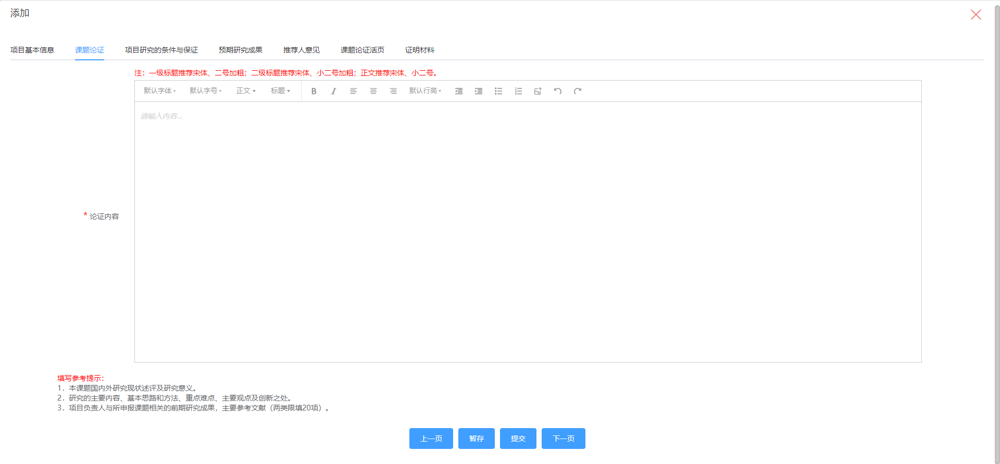 添加
项目基本信息 课题论证 项目研究的条件与保证 预期研究成果 推荐人意见 课题论证活页 证明材料
注：一级标题推荐宋体、二号加粗；二级标题推荐宋体、小二号加粗；正文推荐宋体、小二号。
默认字体 默认字号 正文 标题 B I 默认行高
请输入内容...
* 论证内容
填写参考提示：
1．本课题国内外研究现状述评及研究意义。
2．研究的主要内容、基本思路和方法、重点难点、主要观点及创新之处。
3．项目负责人与所申报课题相关的前期研究成果，主要参考文献（两类限填20项）。
上一页 暂存 提交 下一页